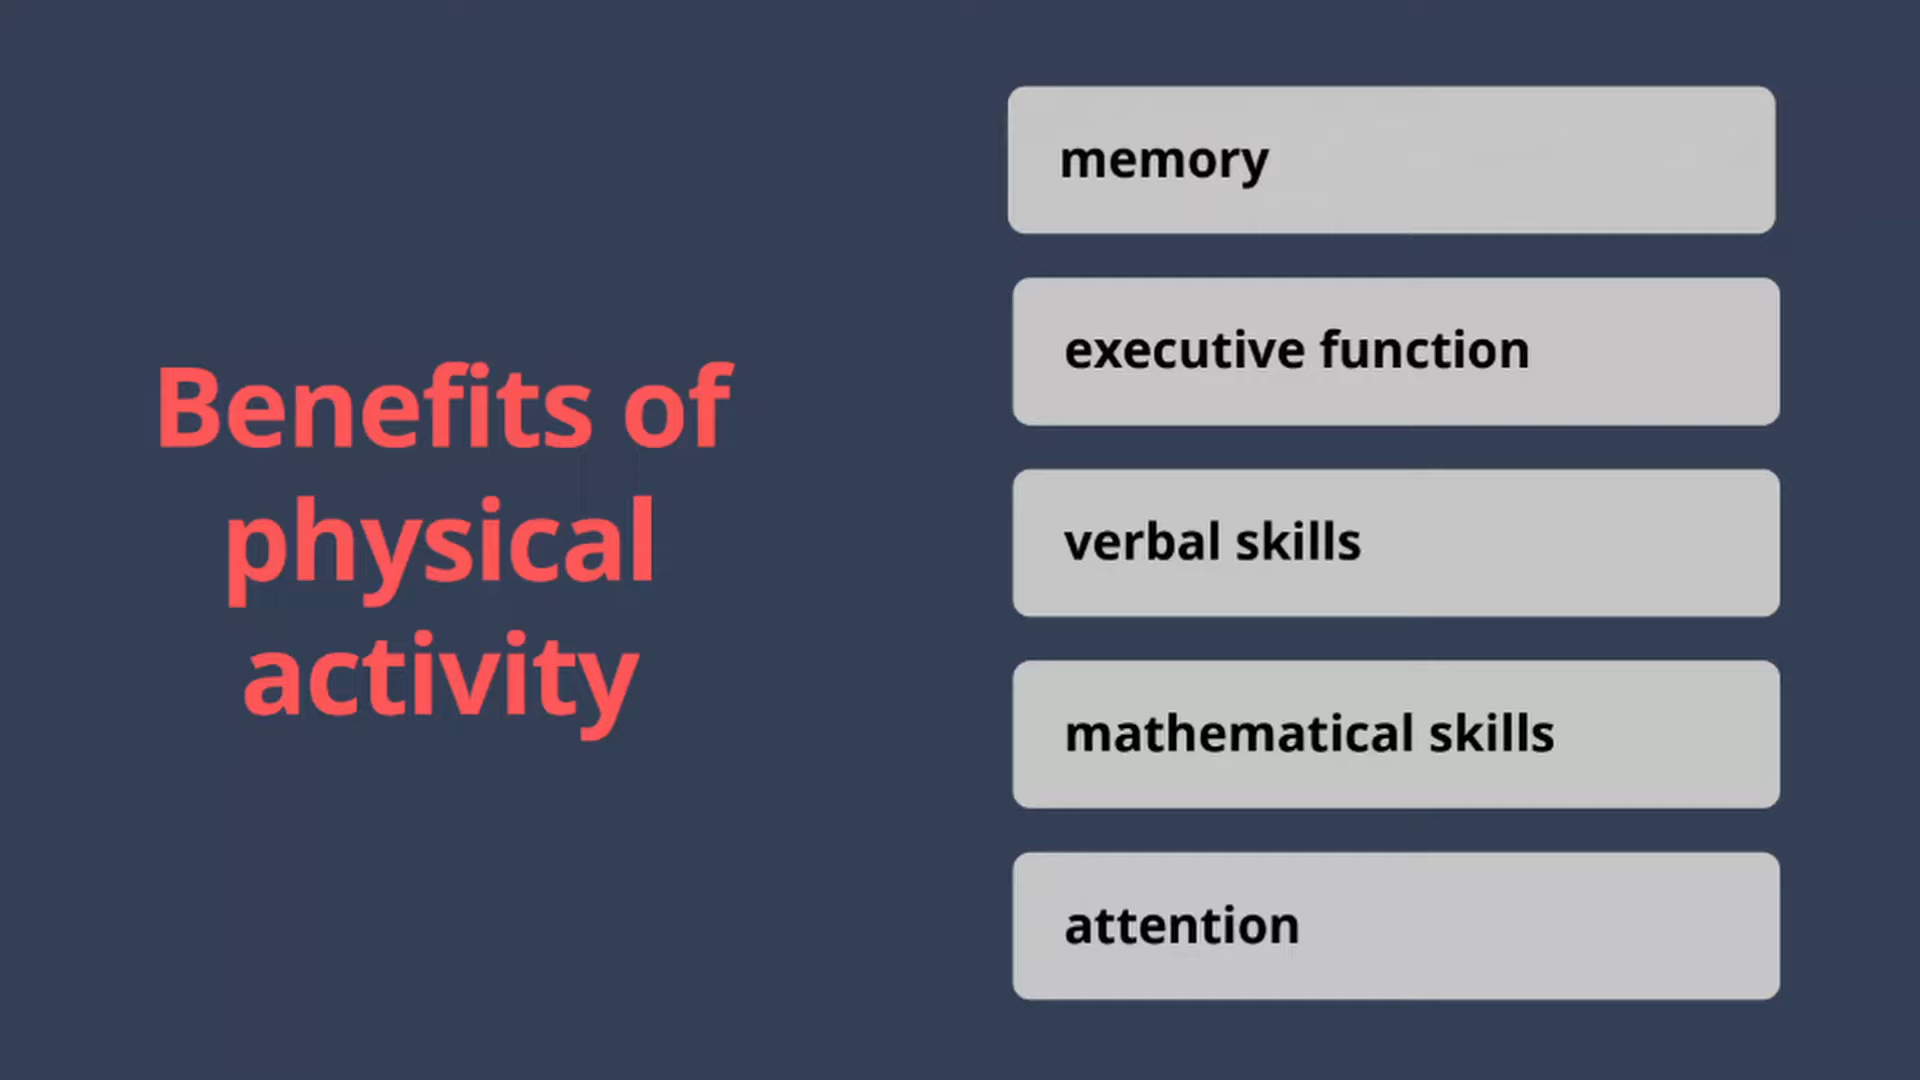 Benefits of
physical
activity
memory
executive function
verbal skills
mathematical skills
attention